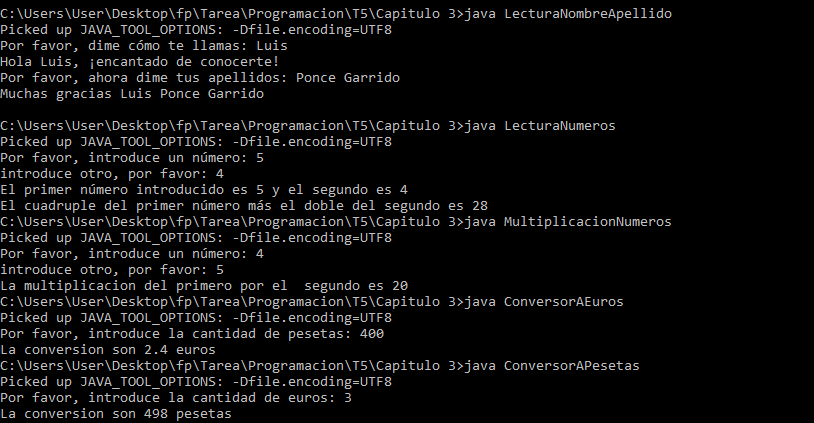 C:\Users\User\Desktop\fp\Tarea\Programacion\T5\Capitulo 3>java LecturaNombreApellido
Picked up JAVA_TOOL_OPTIONS: -Dfile.encoding=UTF8
Por favor, dime cómo te llamas: Luis
Hola Luis, ¡encantado de conocerte!
Por favor, ahora dime tus apellidos: Ponce Garrido
Muchas gracias Luis Ponce Garrido
C:\Users\User\Desktop\fp\Tarea\Programacion\T5\Capitulo 3>java LecturaNumeros
Picked up JAVA_TOOL_OPTIONS: -Dfile.encoding=UTF8
Por favor, introduce un número: 5
introduce otro, por favor: 4
El primer número introducido es 5 y el segundo es 4
El cuadruple del primer número más el doble del segundo es 28
C:\Users\User\Desktop\fp\Tarea\Programacion\T5\Capitulo 3>java MultiplicacionNumeros
Picked up JAVA_TOOL_OPTIONS: -Dfile.encoding=UTF8
Por favor, introduce un número: 4
introduce otro, por favor: 5
La multiplicacion del primero por el  segundo es 20
C:\Users\User\Desktop\fp\Tarea\Programacion\T5\Capitulo 3>java ConversorAEuros
Picked up JAVA_TOOL_OPTIONS: -Dfile.encoding=UTF8
Por favor, introduce la cantidad de pesetas: 400
La conversion son 2.4 euros
C:\Users\User\Desktop\fp\Tarea\Programacion\T5\Capitulo 3>java ConversorAPesetas
Picked up JAVA_TOOL_OPTIONS: -Dfile.encoding=UTF8
Por favor, introduce la cantidad de euros: 3
La conversion son 498 pesetas